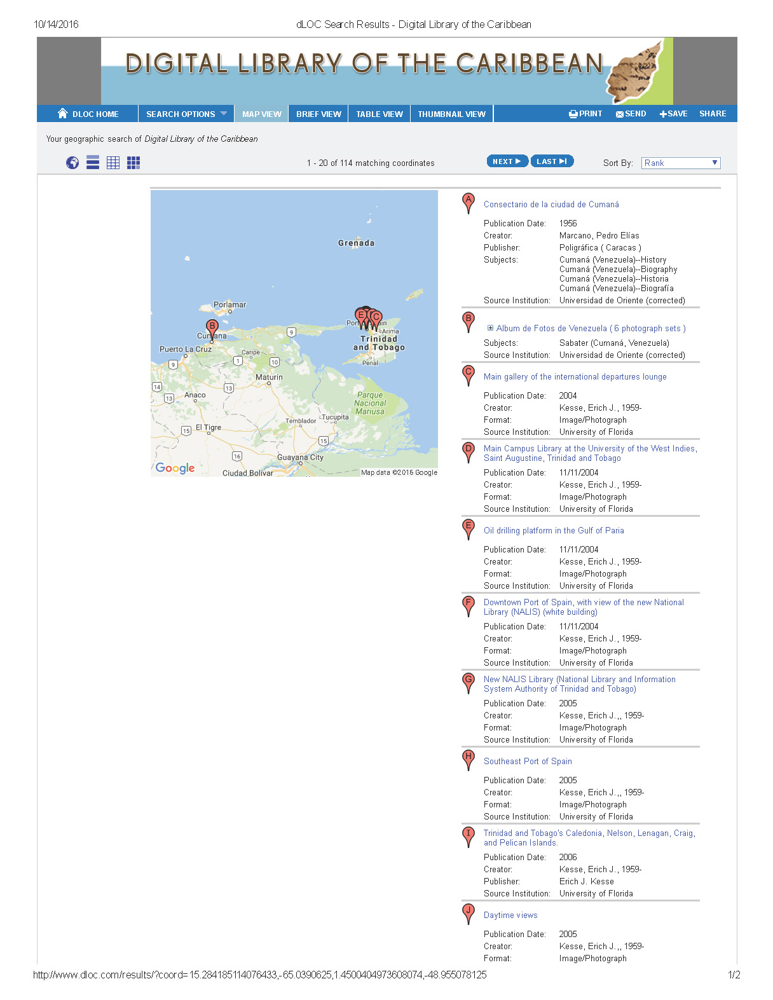 10/14/2016
dLOC Search Results - Digital Library of the Caribbean
DIGITAL LIBRARY OF THE CARIBBEAN
DLOC HOME
SEARCH OPTIONS
MAP VIEW
BRIEF VIEW
TABLE VIEW
THUMBNAIL VIEW
PRINT
SEND
SAVE
SHARE
Your geographic search of Digital Library of the Caribbean
1 - 20 of 114 matching coordinates
NEXT
LAST
Sort By:
Rank
Grenada
Porlamar
B
Cumana
Puerto La Cruz
9
E
C
Arima
Trinidad
and Tobago
Penal
9
Caripe
1
10
Maturin
14
13
13
Anaco
Parque
Nacional
Mariusa
El Tigre
15
Temblador
Tucupita
15
16
Guayana City
Ciudad Bolívar
Google
Map data ©2016 Google
A
Consectario de la ciudad de Cumaná
Publication Date: 1956
Creator: Marcano, Pedro Elías
Publisher: Poligráfica ( Caracas )
Subjects: Cumaná (Venezuela)--History
Cumaná (Venezuela)--Biography
Cumaná (Venezuela)--Historia
Cumaná (Venezuela)--Biografía
Source Institution: Universidad de Oriente (corrected)
B
Album de Fotos de Venezuela ( 6 photograph sets )
Subjects: Sabater (Cumaná, Venezuela)
Source Institution: Universidad de Oriente (corrected)
C
Main gallery of the international departures lounge
Publication Date: 2004
Creator: Kesse, Erich J., 1959-
Format: Image/Photograph
Source Institution: University of Florida
D
Main Campus Library at the University of the West Indies,
Saint Augustine, Trinidad and Tobago
Publication Date: 11/11/2004
Creator: Kesse, Erich J., 1959-
Format: Image/Photograph
Source Institution: University of Florida
E
Oil drilling platform in the Gulf of Paria
Publication Date: 11/11/2004
Creator: Kesse, Erich J., 1959-
Format: Image/Photograph
Source Institution: University of Florida
F
Downtown Port of Spain, with view of the new National
Library (NALIS) (white building)
Publication Date: 11/11/2004
Creator: Kesse, Erich J., 1959-
Format: Image/Photograph
Source Institution: University of Florida
G
New NALIS Library (National Library and Information
System Authority of Trinidad and Tobago)
Publication Date: 2005
Creator: Kesse, Erich J.,, 1959-
Format: Image/Photograph
Source Institution: University of Florida
H
Southeast Port of Spain
Publication Date: 2005
Creator: Kesse, Erich J.,, 1959-
Format: Image/Photograph
Source Institution: University of Florida
I
Trinidad and Tobago's Caledonia, Nelson, Lenagan, Craig,
and Pelican Islands.
Publication Date: 2006
Creator: Kesse, Erich J., 1959-
Publisher: Erich J. Kesse
Source Institution: University of Florida
J
Daytime views
Publication Date: 2005
Creator: Kesse, Erich J.,, 1959-
Format: Image/Photograph
http://www.dloc.com/results/?coord=15.284185114076433,-65.0390625,1.4500404973608074,-48.955078125
1/2